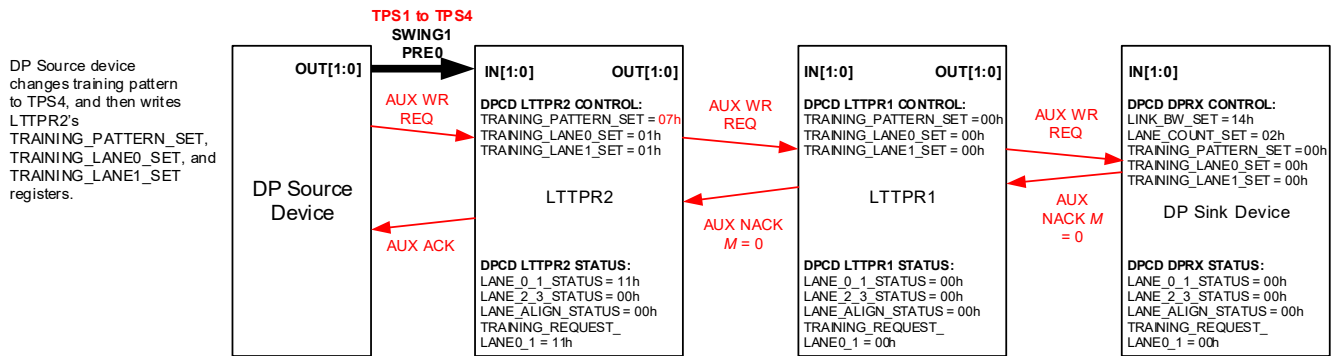 DP Source device
changes training pattern
to TPS4, and then writes
LTTPR2's
TRAINING_PATTERN_SET,
TRAINING_LANE0_SET, and
TRAINING_LANE1_SET
registers.
OUT[1:0]
DP Source
Device
TPS1 to TPS4
SWING1
PRE0
AUX WR
REQ
AUX ACK
IN[1:0] OUT[1:0]
DPCD LTTPR2 CONTROL:
TRAINING_PATTERN_SET = 07h
TRAINING_LANE0_SET = 01h
TRAINING_LANE1_SET = 01h
LTTPR2
DPCD LTTPR2 STATUS:
LANE_0_1_STATUS = 11h
LANE_2_3_STATUS = 00h
LANE_ALIGN_STATUS = 00h
TRAINING_REQUEST_
LANE0_1 = 11h
AUX WR
REQ
AUX NACK
M = 0
IN[1:0] OUT[1:0]
DPCD LTTPR1 CONTROL:
TRAINING_PATTERN_SET = 00h
TRAINING_LANE0_SET = 00h
TRAINING_LANE1_SET = 00h
LTTPR1
DPCD LTTPR1 STATUS:
LANE_0_1_STATUS = 00h
LANE_2_3_STATUS = 00h
LANE_ALIGN_STATUS = 00h
TRAINING_REQUEST_
LANE0_1 = 00h
AUX WR
REQ
AUX
NACK M
= 0
IN[1:0]
DPCD DPRX CONTROL:
LINK_BW_SET = 14h
LANE_COUNT_SET = 02h
TRAINING_PATTERN_SET = 00h
TRAINING_LANE0_SET = 00h
TRAINING_LANE1_SET = 00h
DP Sink Device
DPCD DPRX STATUS:
LANE_0_1_STATUS = 00h
LANE_2_3_STATUS = 00h
LANE_ALIGN_STATUS = 00h
TRAINING_REQUEST_
LANE0_1 = 00h